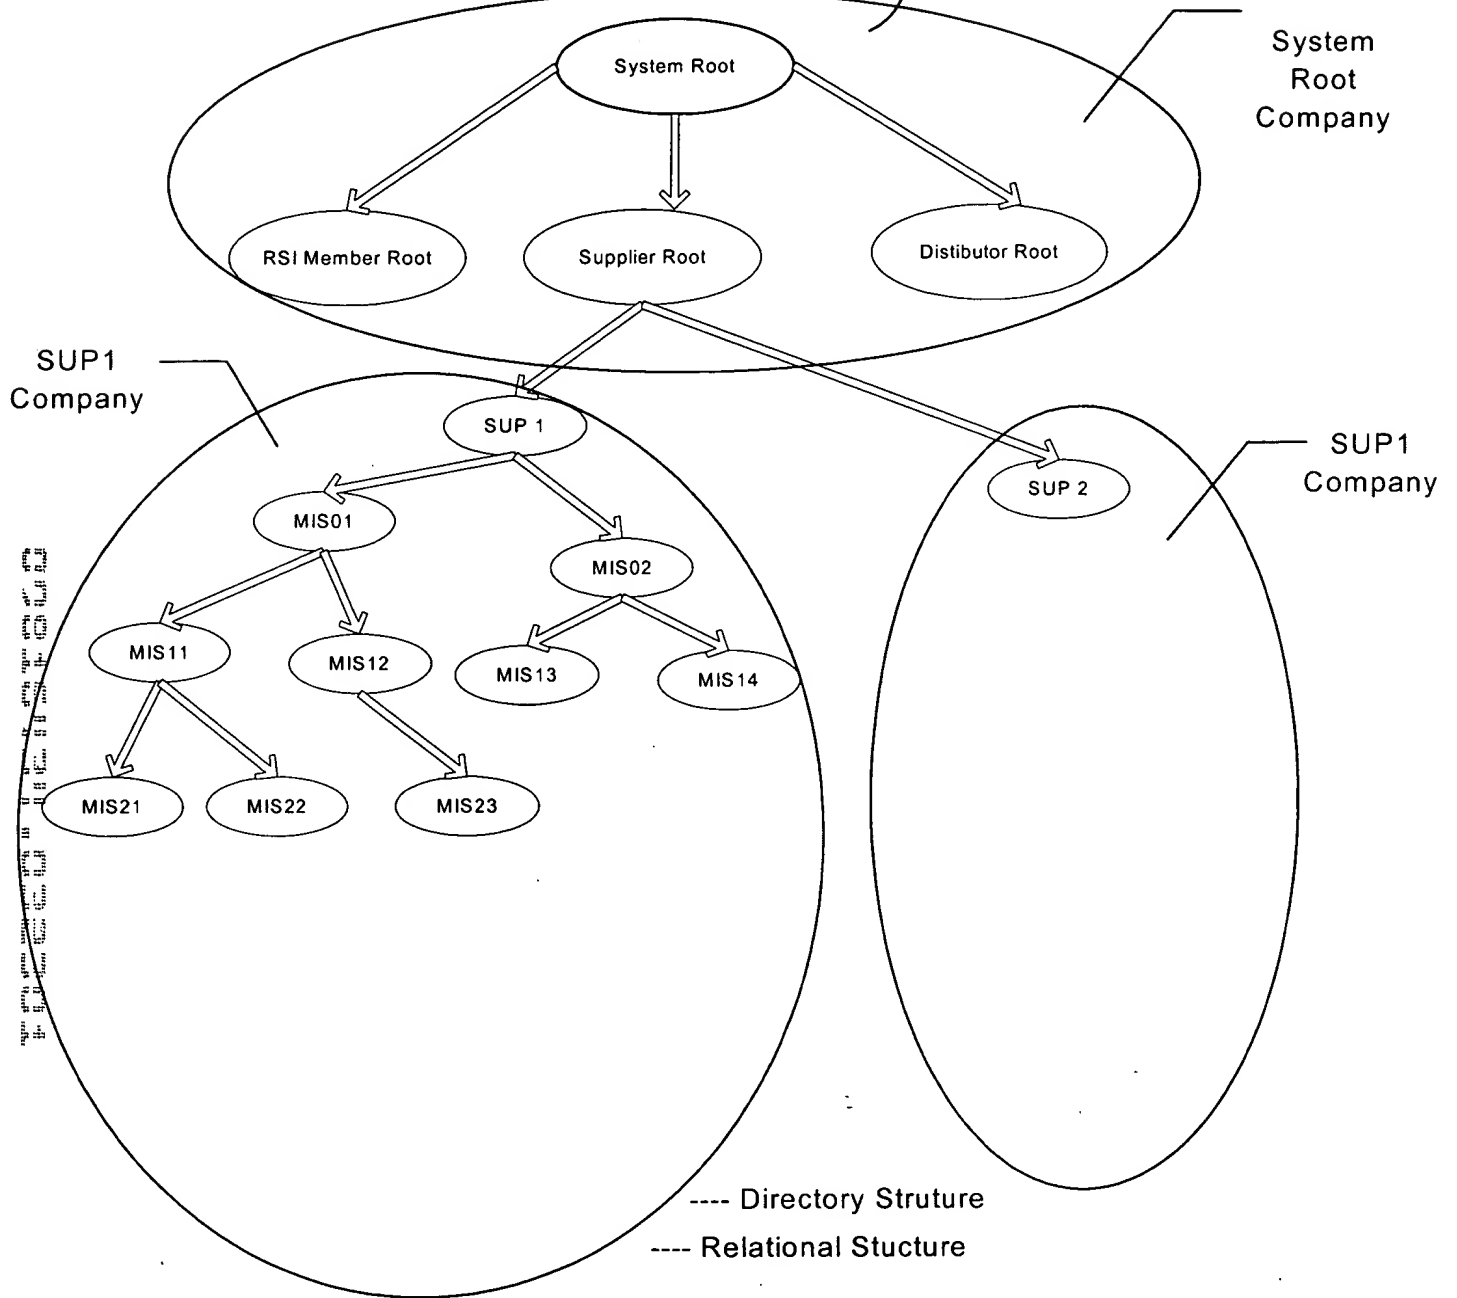 System Root
System
Root
Company
RSI Member Root
Supplier Root
Distibutor Root
SUP1
Company
SUP 1
SUP1
Company
SUP 2
MIS01
MIS02
MIS11
MIS12
MIS13
MIS14
MIS21
MIS22
MIS23
---- Directory Struture
---- Relational Stucture